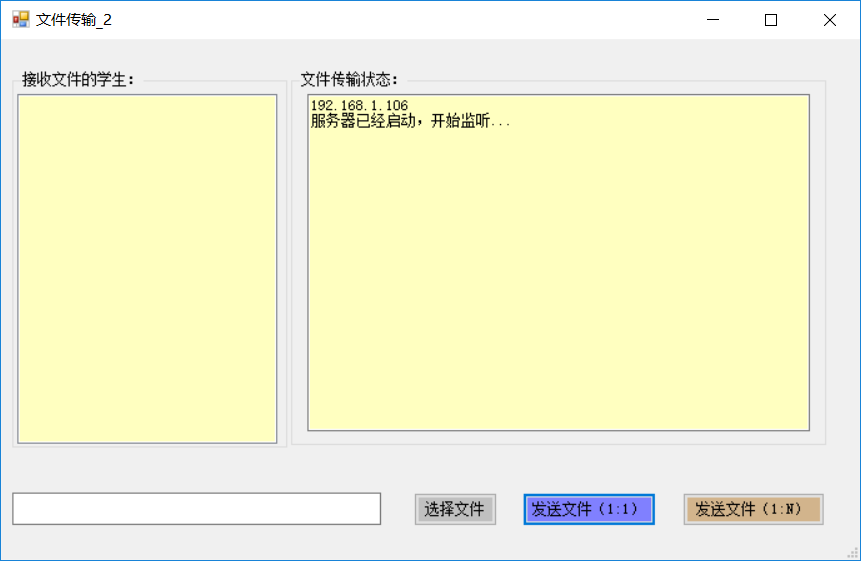 文件传输_2
接收文件的学生：
文件传输状态：
192.168.1.106
服务器已经启动，开始监听...
选择文件
发送文件（1:1）
发送文件（1:N）